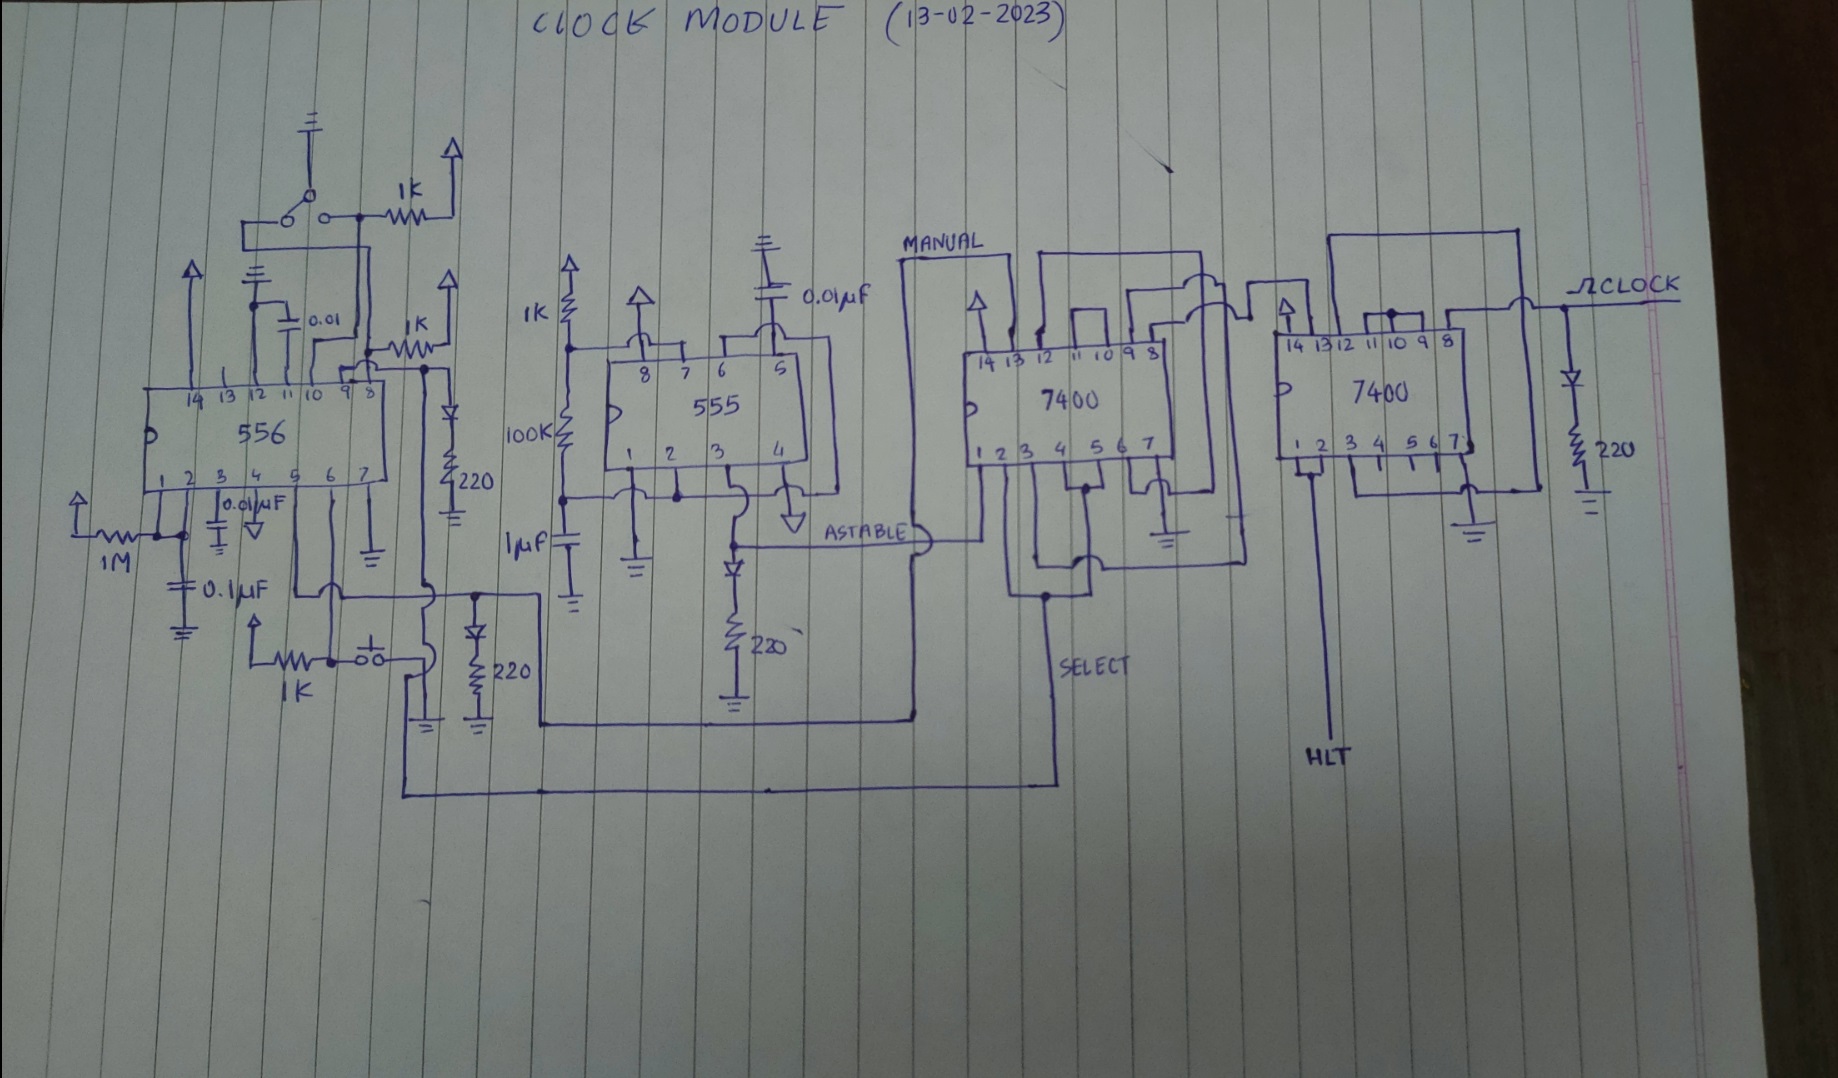 CLOCK MODULE (13-02-2023)
1K
0.01
1K
14 13 12 11 10 9 8
556
1 2 3 4 5 6 7
220
0.01µF
1M
0.1µF
1K
220
1K
0.01µF
8 7 6 5
555
100K
1 2 3 4
1µF
ASTABLE
220
MANUAL
14 13 12 11 10 9 8
7400
1 2 3 4 5 6 7
SELECT
CLOCK
14 13 12 11 10 9 8
7400
1 2 3 4 5 6 7
220
HLT